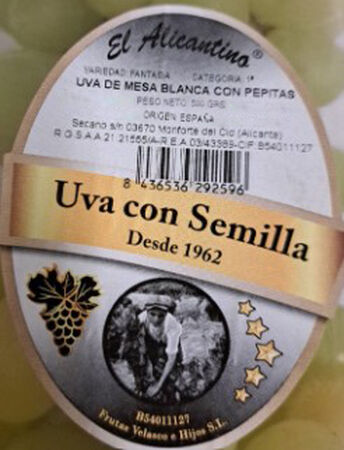 El Alicantino®
VARIEDAD: FANTASIA CATEGORIA: 1ª
UVA DE MESA BLANCA CON PEPITAS
PESO NETO: 500 GRS
ORIGEN: ESPAÑA
Secano s/n 03670 Monforte del Cid (Alicante)
R.G.S.A.A 21.21565/A-R.E.A 03/43389-CIF:B54011127
8 436536 292596
Uva con Semilla
Desde 1962
B54011127
Frutas Velasco e Hijos S.L.